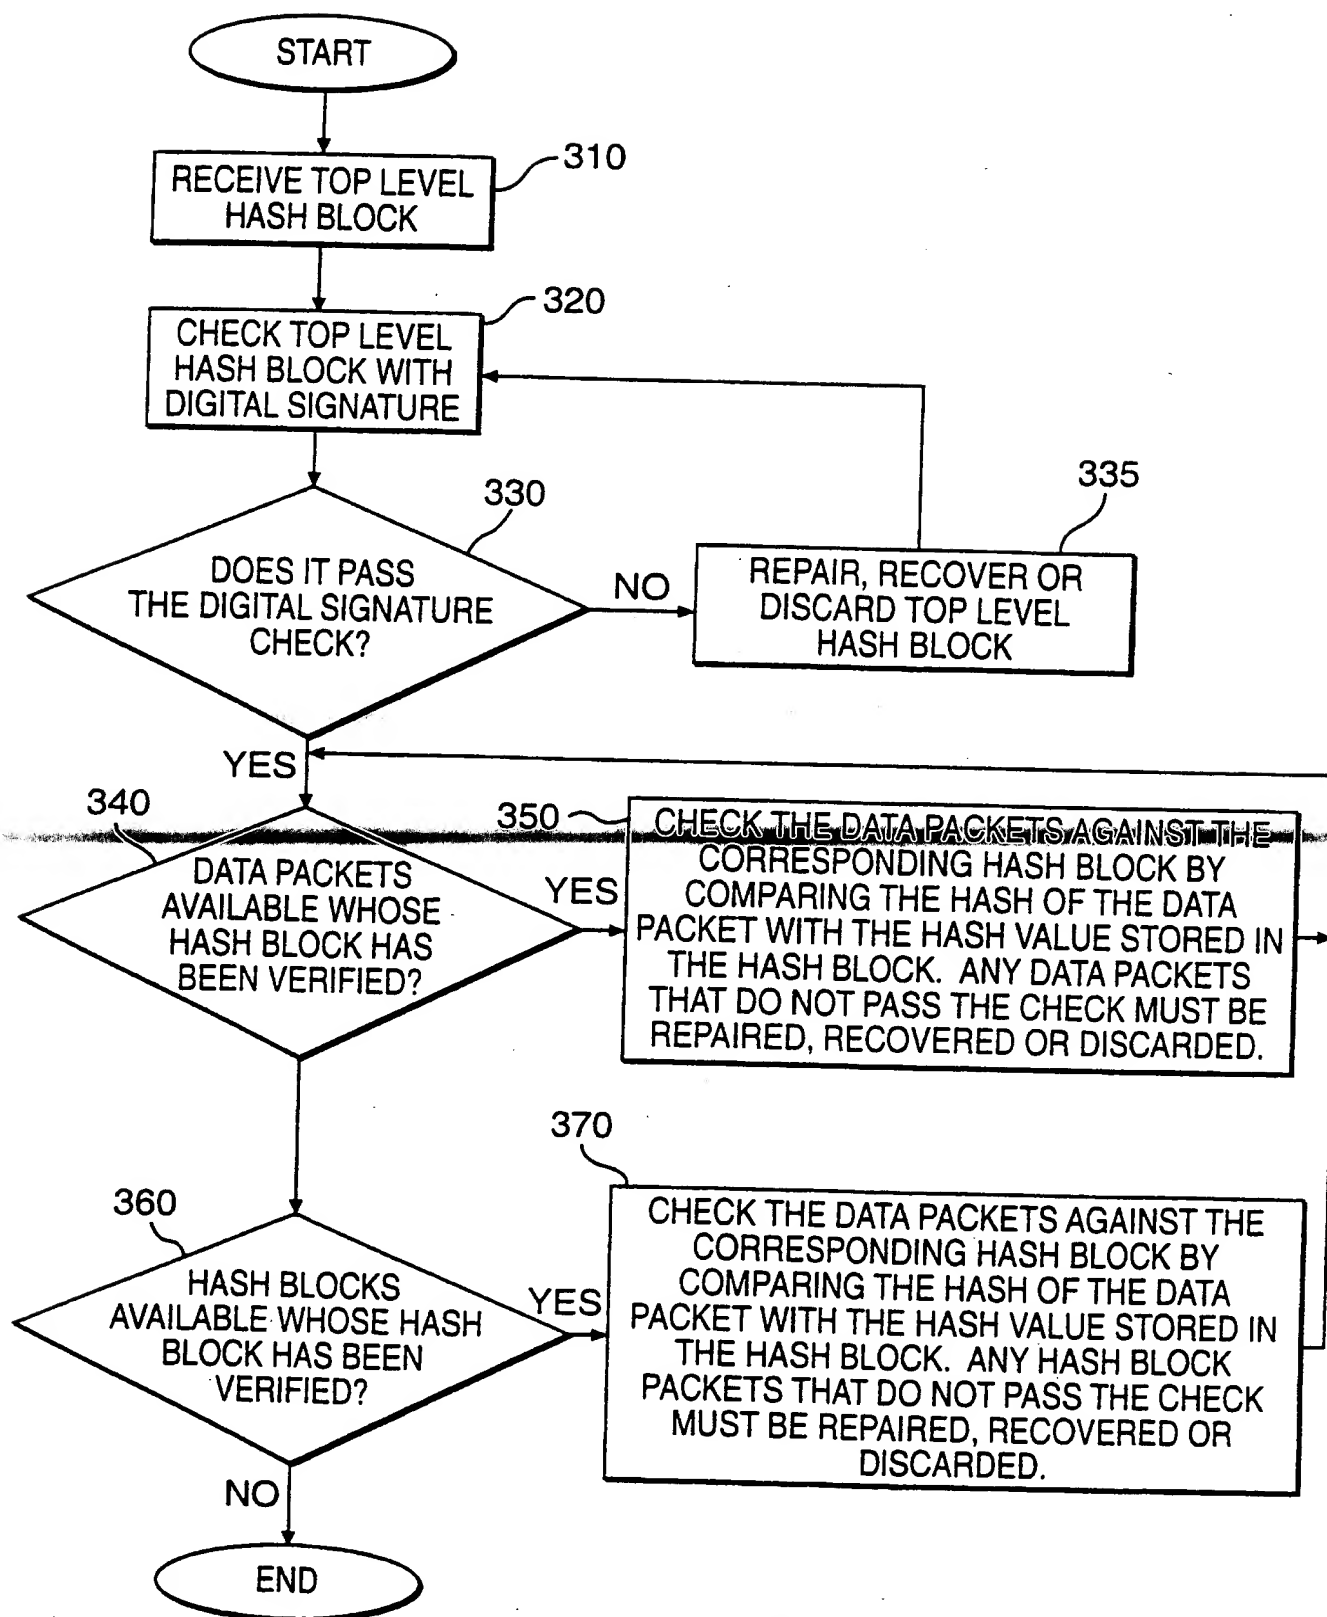 START
310
RECEIVE TOP LEVEL
HASH BLOCK
320
CHECK TOP LEVEL
HASH BLOCK WITH
DIGITAL SIGNATURE
330
DOES IT PASS
THE DIGITAL SIGNATURE
CHECK?
NO
335
REPAIR, RECOVER OR
DISCARD TOP LEVEL
HASH BLOCK
YES
340
DATA PACKETS
AVAILABLE WHOSE
HASH BLOCK HAS
BEEN VERIFIED?
YES
350
CHECK THE DATA PACKETS AGAINST THE
CORRESPONDING HASH BLOCK BY
COMPARING THE HASH OF THE DATA
PACKET WITH THE HASH VALUE STORED IN
THE HASH BLOCK. ANY DATA PACKETS
THAT DO NOT PASS THE CHECK MUST BE
REPAIRED, RECOVERED OR DISCARDED.
360
HASH BLOCKS
AVAILABLE WHOSE HASH
BLOCK HAS BEEN
VERIFIED?
YES
370
CHECK THE DATA PACKETS AGAINST THE
CORRESPONDING HASH BLOCK BY
COMPARING THE HASH OF THE DATA
PACKET WITH THE HASH VALUE STORED IN
THE HASH BLOCK. ANY HASH BLOCK
PACKETS THAT DO NOT PASS THE CHECK
MUST BE REPAIRED, RECOVERED OR
DISCARDED.
NO
END